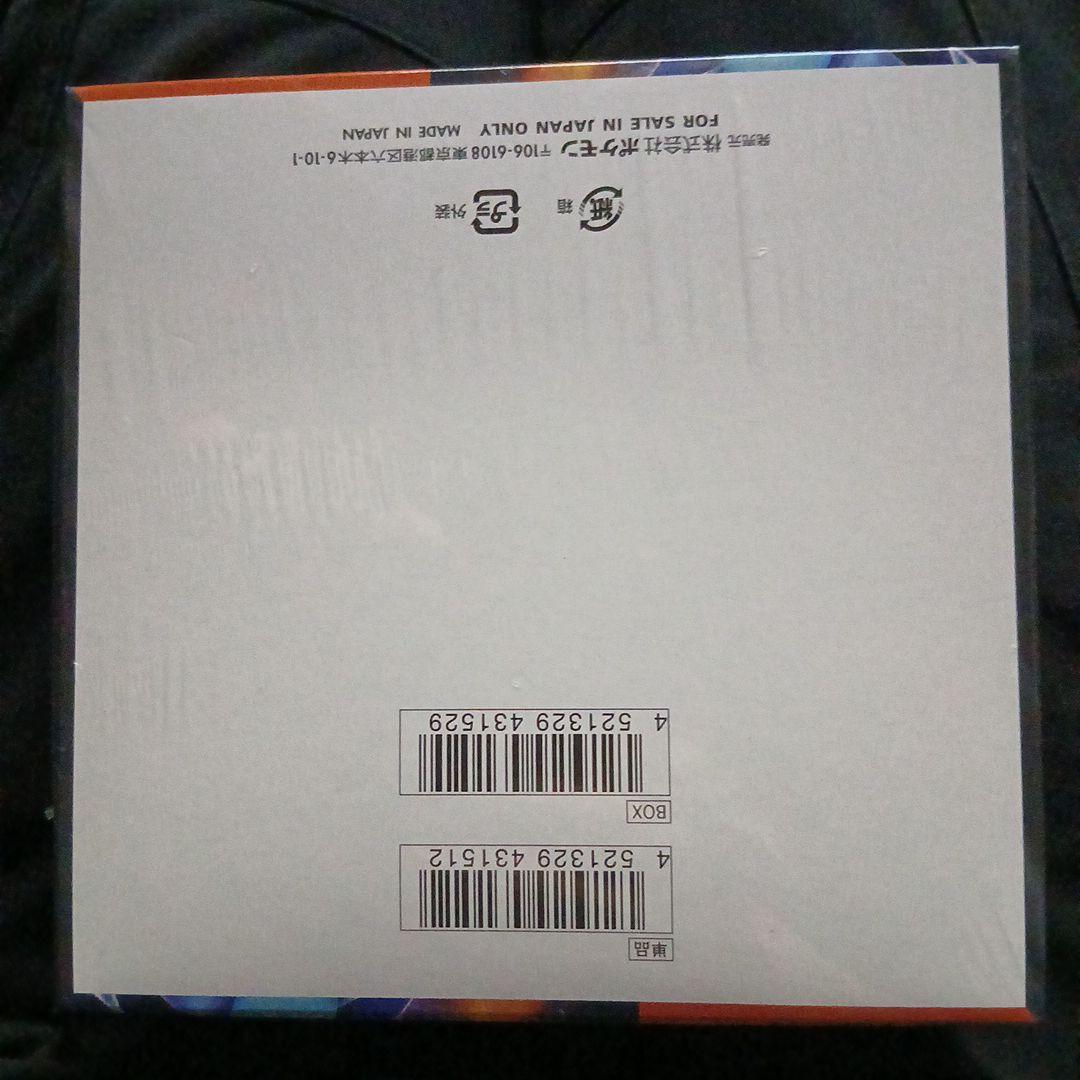 単品
4 521329 431512
BOX
4 521329 431529
紙 箱 プラ 外装
発売元 株式会社ポケモン 〒106-6108 東京都港区六本木6-10-1
FOR SALE IN JAPAN ONLY MADE IN JAPAN